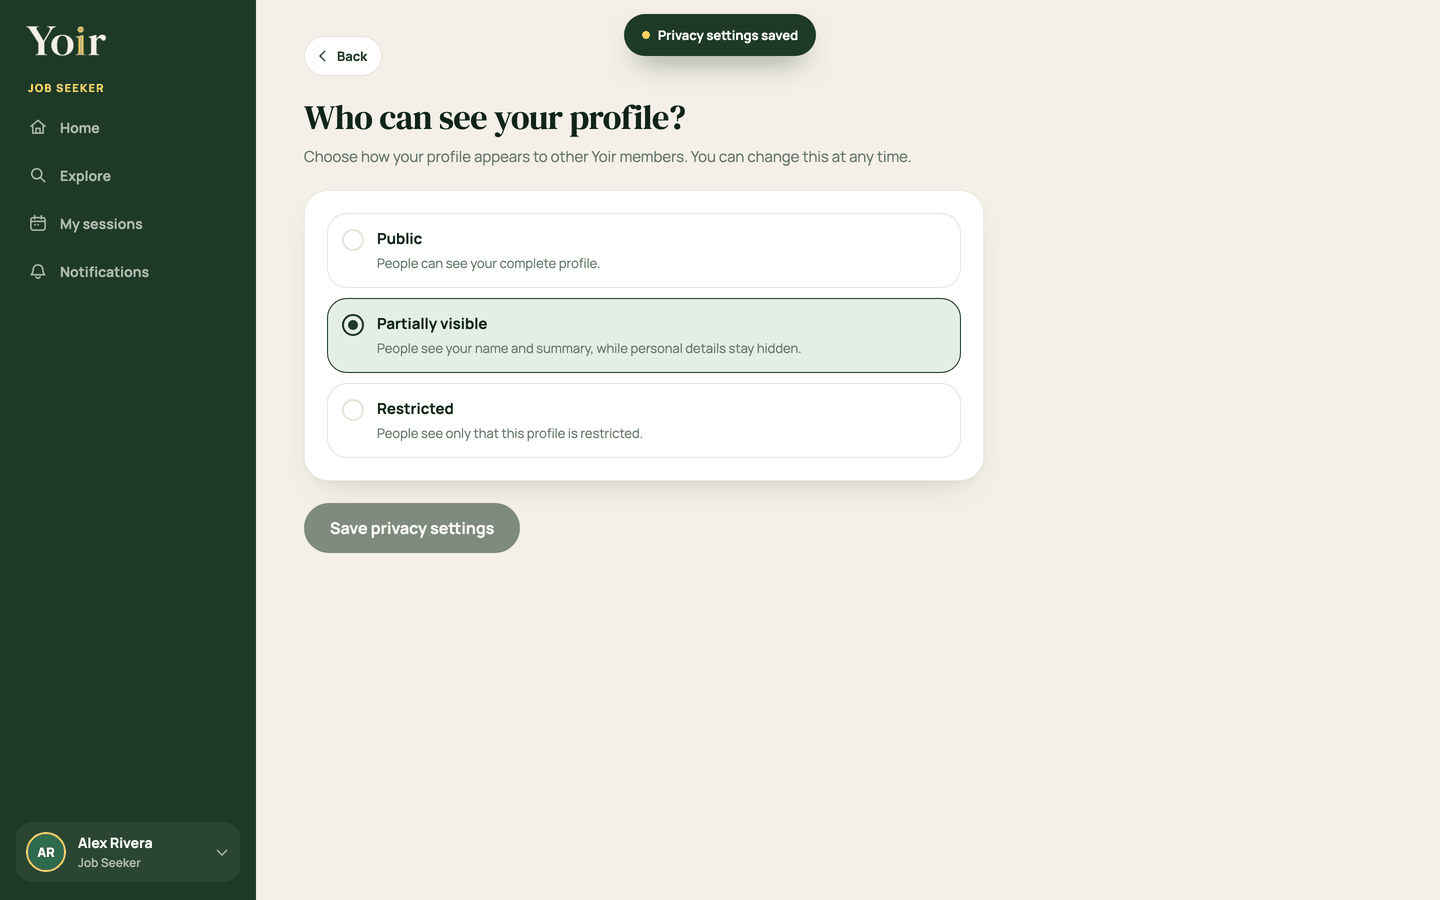 Yoir
JOB SEEKER
Home
Explore
My sessions
Notifications
AR
Alex Rivera
Job Seeker
Privacy settings saved
Back
Who can see your profile?
Choose how your profile appears to other Yoir members. You can change this at any time.
Public
People can see your complete profile.
Partially visible
People see your name and summary, while personal details stay hidden.
Restricted
People see only that this profile is restricted.
Save privacy settings